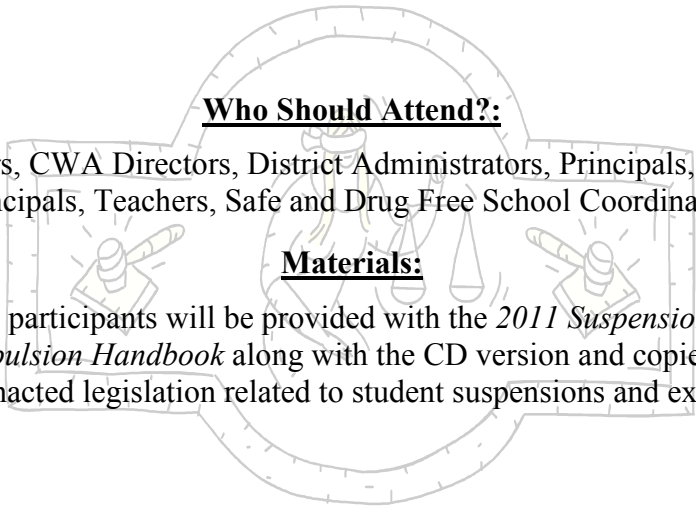 Who Should Attend?:
rs, CWA Directors, District Administrators, Principals,
cipals, Teachers, Safe and Drug Free School Coordina
Materials:
participants will be provided with the 2011 Suspensio
pulsion Handbook along with the CD version and copie
nacted legislation related to student suspensions and ex